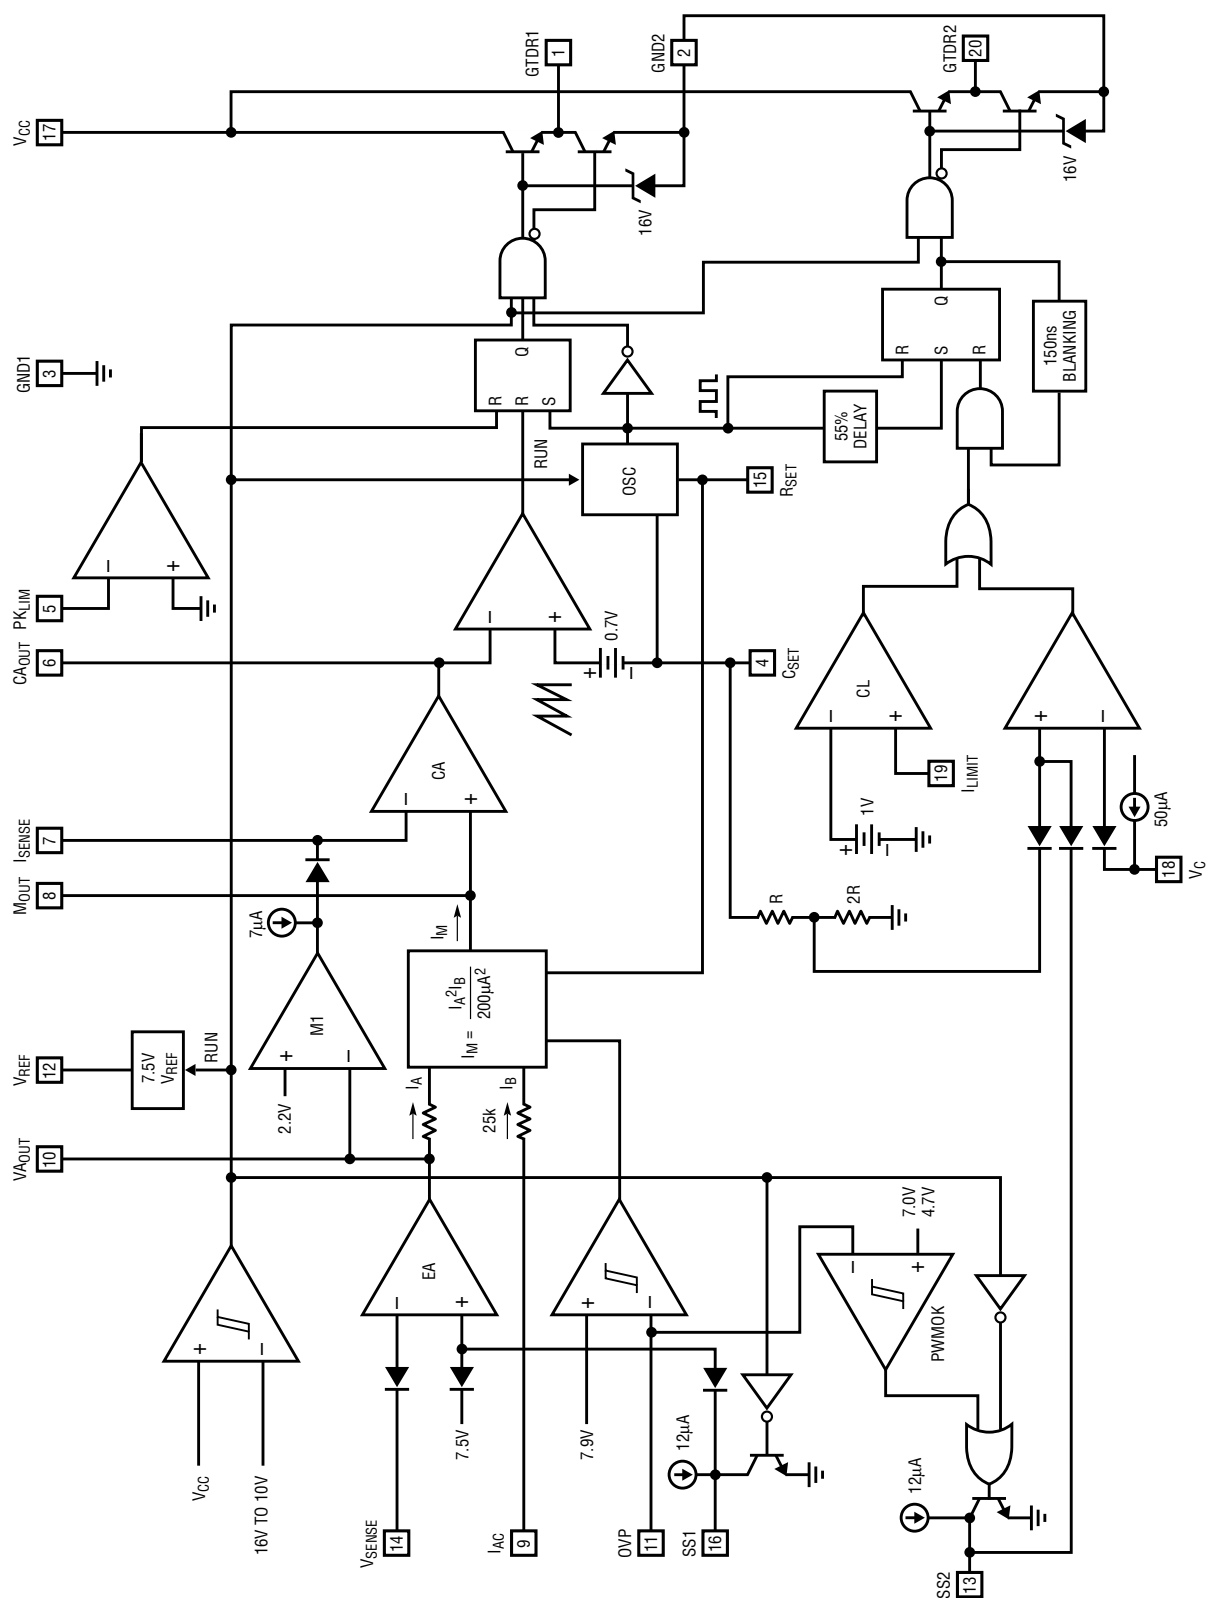 VCC
17
GND1
3
PKLIM
5
CAOUT
6
ISENSE
7
MOUT
8
VREF
12
VAOUT
10
GTDR1
1
GND2
2
GTDR2
20
16V
16V
7.5V
VREF
RUN
2.2V
+
–
M1
7µA
–
+
–
+
CA
–
+
RUN
R
R
S
Q
OSC
15
RSET
+
–
0.7V
4
CSET
55%
DELAY
R
S
R
Q
150ns
BLANKING
–
+
CL
+
–
1V
19
ILIMIT
+
–
50µA
18
VC
R
2R
IM
IM = IA²IB
200µA²
IA
IB
25k
+
–
VCC
16V TO 10V
–
+
EA
7.5V
VSENSE
14
IAC
9
+
–
7.9V
OVP
11
12µA
SS1
16
–
+
7.0V
4.7V
PWMOK
12µA
SS2
13